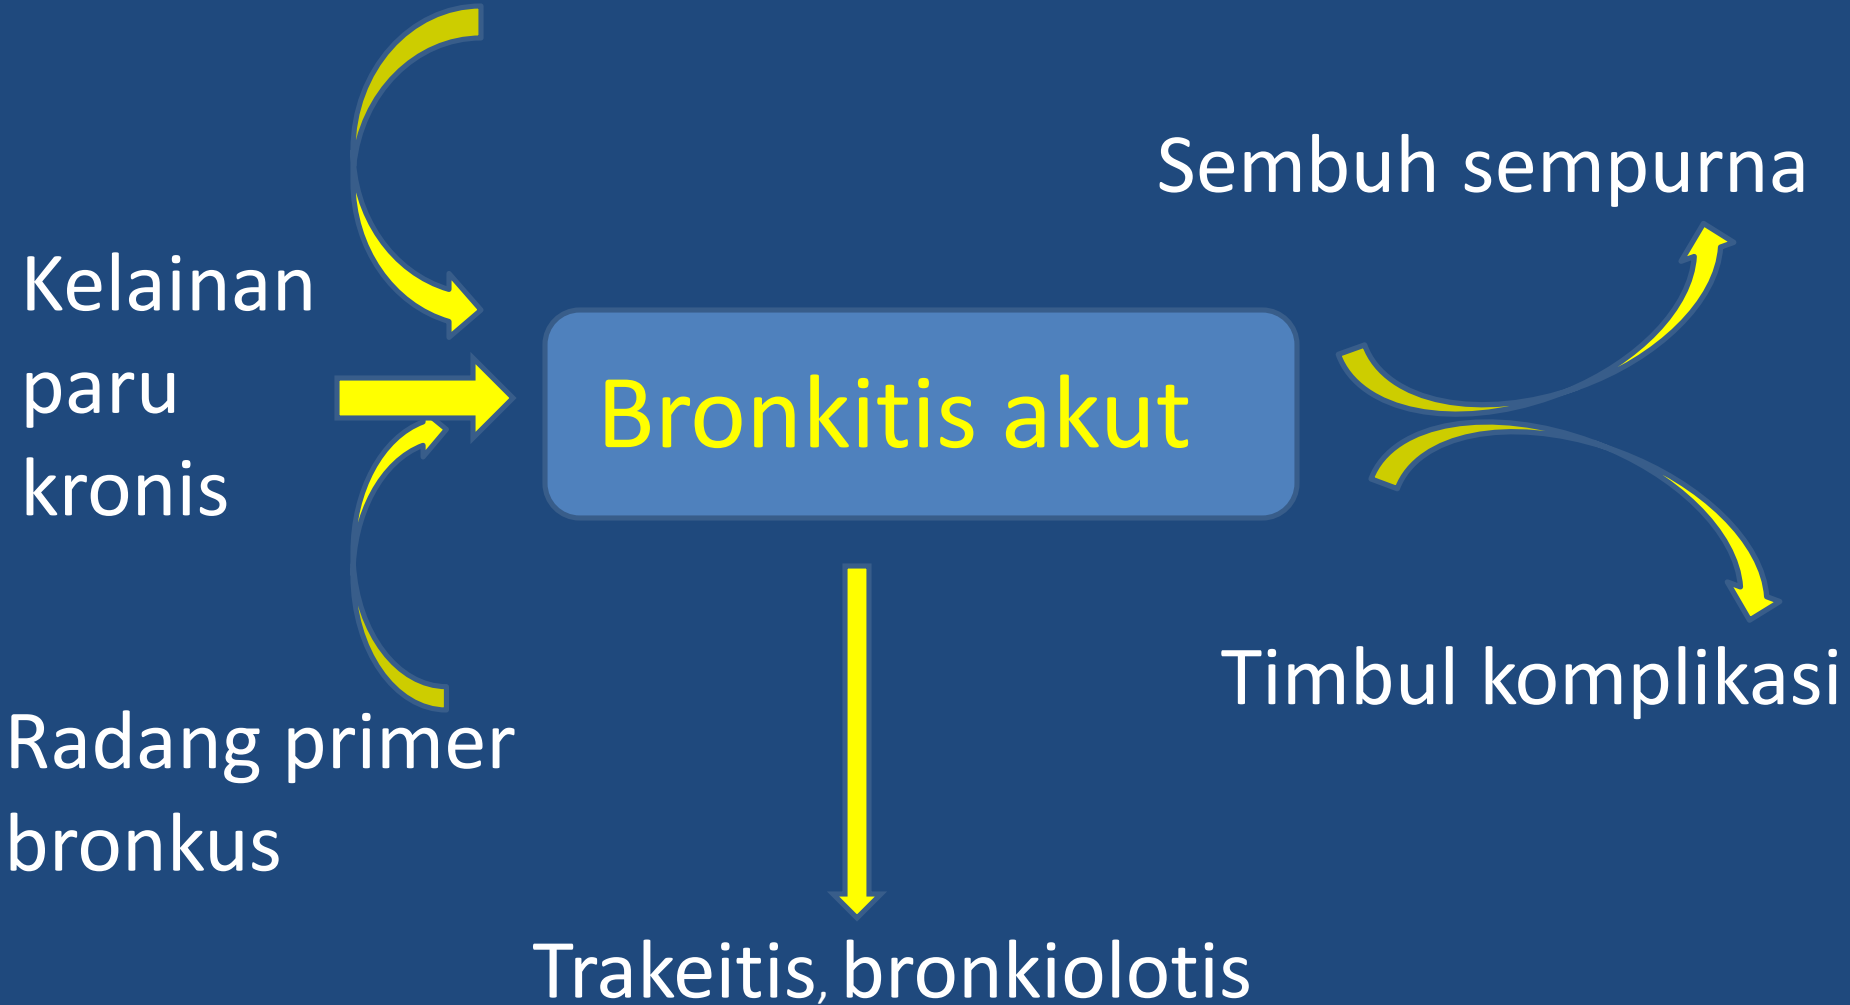 Sembuh sempurna
Kelainan
paru
kronis
Bronkitis akut
Timbul komplikasi
Radang primer
bronkus
Trakeitis, bronkiolotis